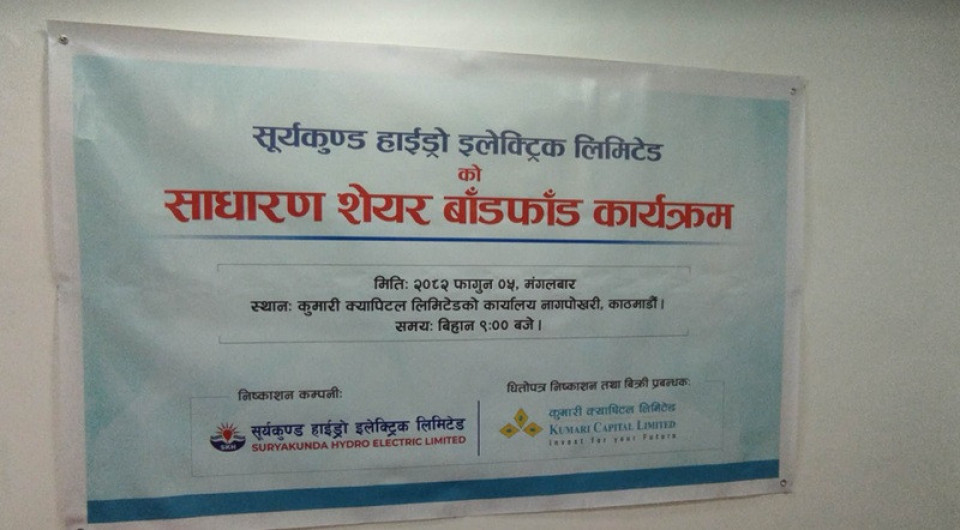 सूर्यकुण्ड हाईड्रो इलेक्ट्रिक लिमिटेड
को
साधारण शेयर बाँडफाँड कार्यक्रम
मितिः २०८२ फागुन ०५, मंगलबार
स्थानः कुमारी क्यापिटल लिमिटेडको कार्यालय नागपोखरी, काठमाडौं ।
समयः बिहान ९:०० बजे ।
निष्काशन कम्पनीः
सूर्यकुण्ड हाईड्रो इलेक्ट्रिक लिमिटेड
SURYAKUNDA HYDRO ELECTRIC LIMITED
धितोपत्र निष्काशन तथा बिक्री प्रबन्धकः
कुमारी क्यापिटल लिमिटेड
KUMARI CAPITAL LIMITED
Invest for your Future